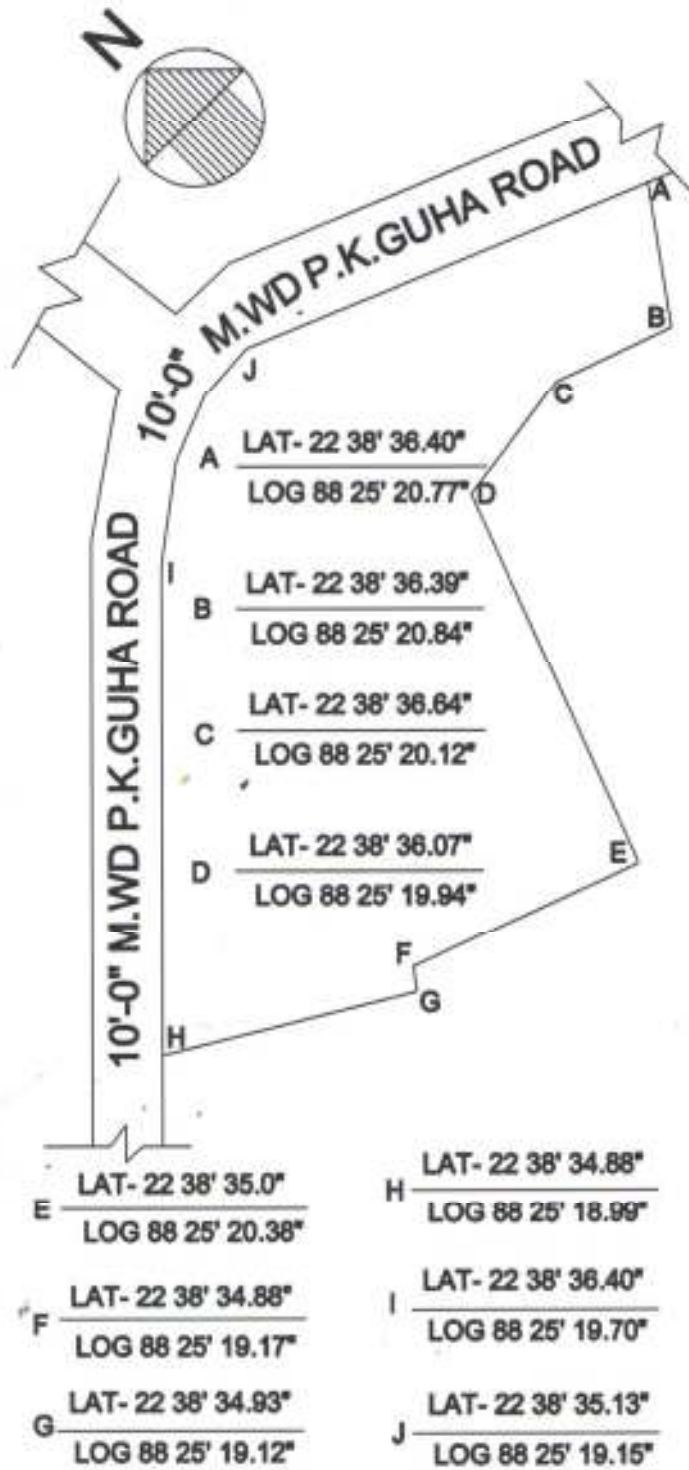 N
10'-0" M.WD P.K.GUHA ROAD
A
B
C
J
A LAT- 22 38' 36.40"
LOG 88 25' 20.77"
D
I
B LAT- 22 38' 36.39"
LOG 88 25' 20.84"
C LAT- 22 38' 36.64"
LOG 88 25' 20.12"
10'-0" M.WD P.K.GUHA ROAD
D LAT- 22 38' 36.07"
LOG 88 25' 19.94"
E
F
G
H
E LAT- 22 38' 35.0"
LOG 88 25' 20.38"
H LAT- 22 38' 34.88"
LOG 88 25' 18.99"
F LAT- 22 38' 34.88"
LOG 88 25' 19.17"
I LAT- 22 38' 36.40"
LOG 88 25' 19.70"
G LAT- 22 38' 34.93"
LOG 88 25' 19.12"
J LAT- 22 38' 35.13"
LOG 88 25' 19.15"